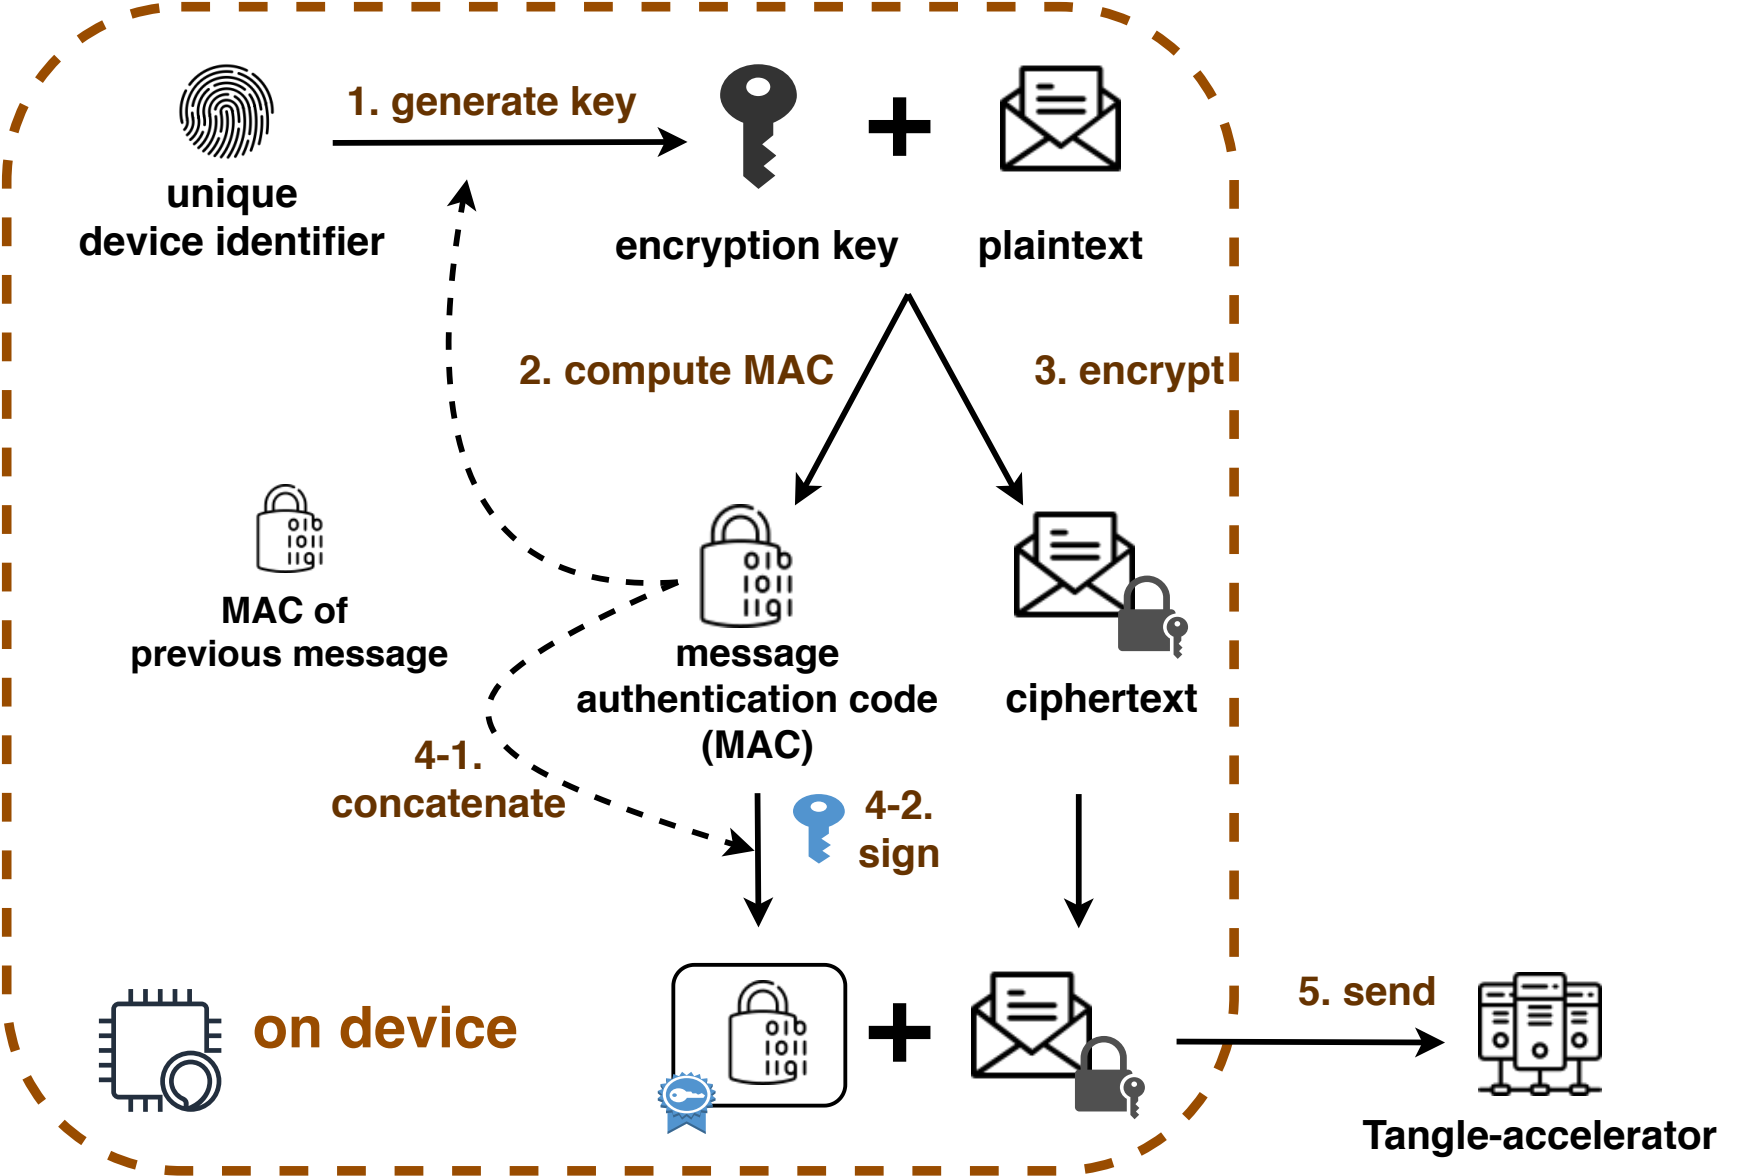 1. generate key
unique
device identifier
encryption key
plaintext
2. compute MAC
3. encrypt
MAC of
previous message
message
authentication code
(MAC)
ciphertext
4-1.
concatenate
4-2.
sign
on device
5. send
Tangle-accelerator